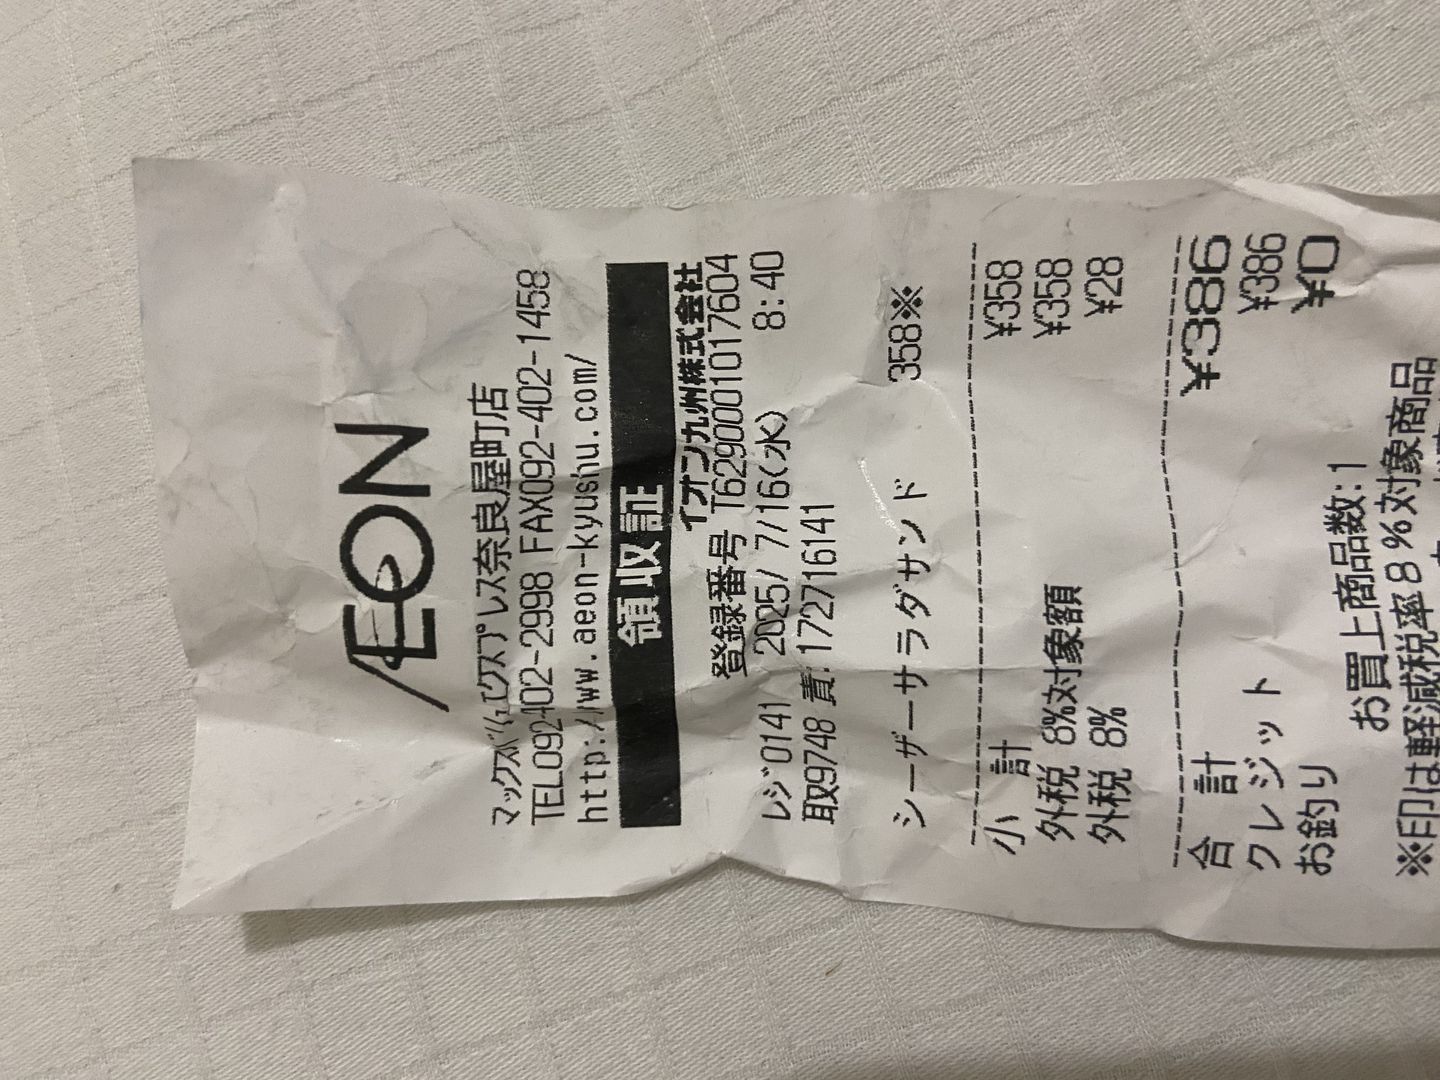 ÆON
マックスバリュエクスプレス奈良屋町店
TEL092-402-2998 FAX092-402-1458
http://www.aeon-kyushu.com/
領収証
イオン九州株式会社
登録番号 T6290001017604
レジ0141 2025/ 7/16(水) 8:40
取9748 責:172716141
シーザーサラダサンド 358※
小 計 ¥358
外税 8%対象額 ¥358
外税 8% ¥28
合 計 ¥386
クレジット ¥386
お釣り ¥0
お買上商品数:1
※印は軽減税率8%対象商品